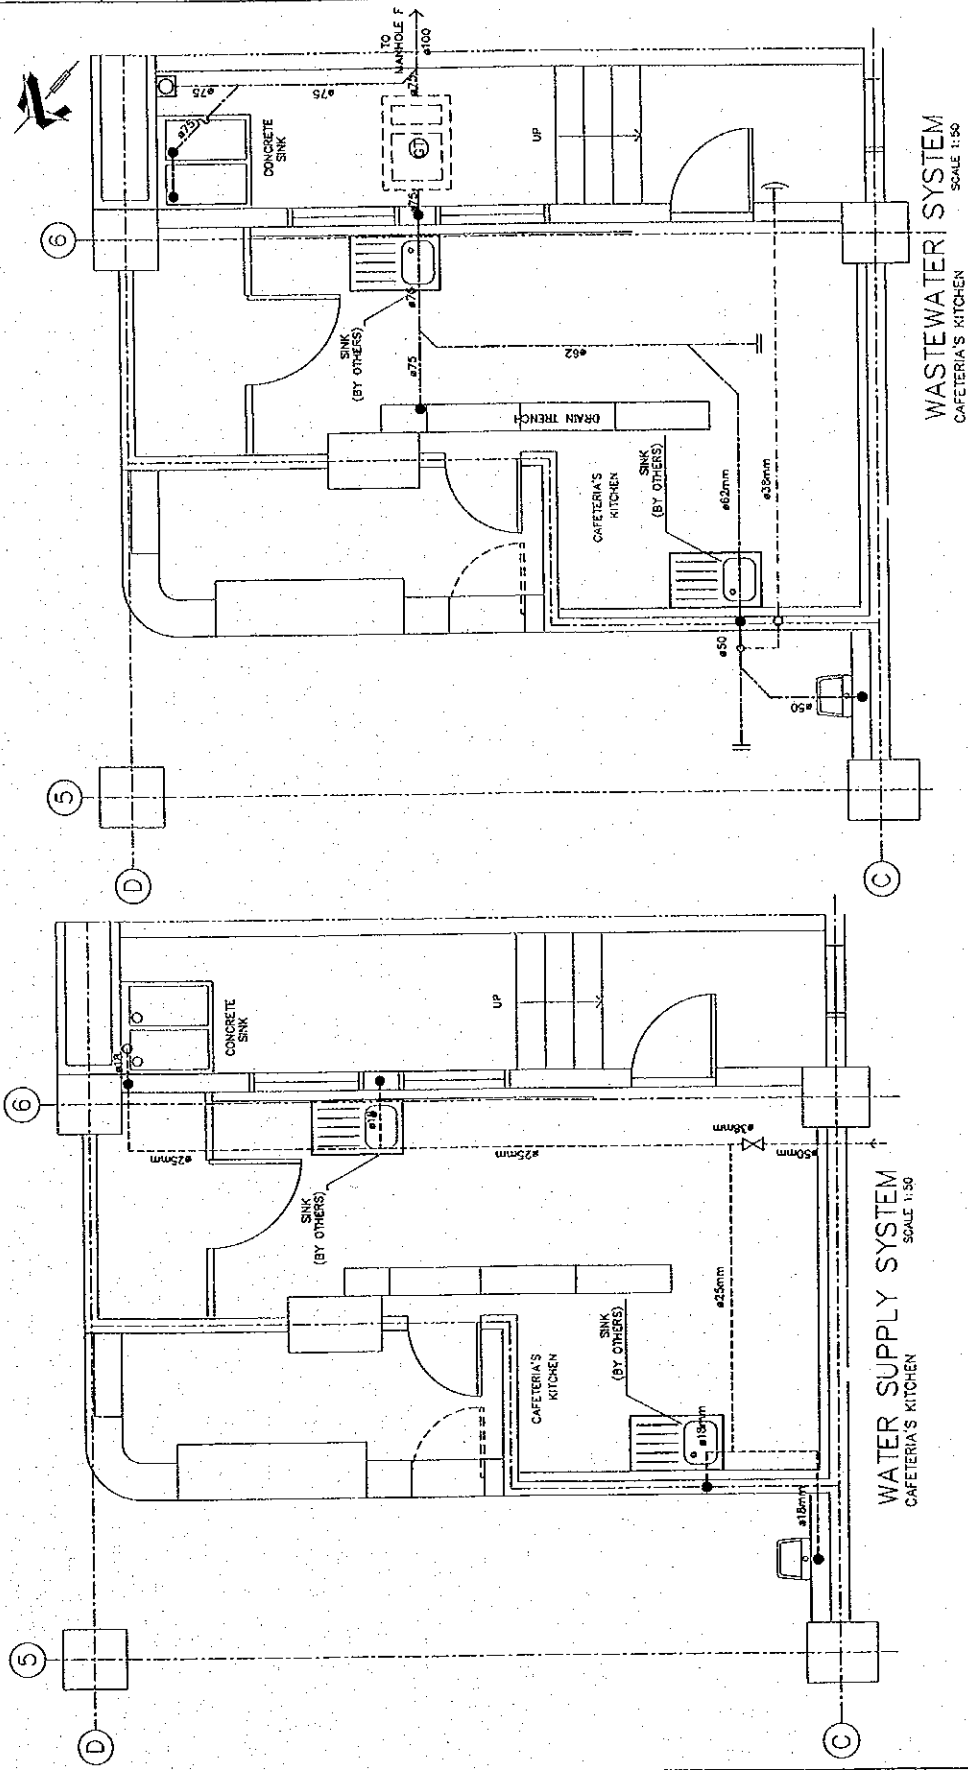 TO
MANHOLE F
ø100
ø75
ø75
ø75
ø75
CONCRETE
SINK
GT
UP
ø75
6
SINK
(BY OTHERS)
ø75
ø75
ø62
DRAIN TRENCH
CAFETERIA'S
KITCHEN
SINK
(BY OTHERS)
ø62mm
ø38mm
ø50
ø50
5
D
C
WASTEWATER SYSTEM
CAFETERIA'S KITCHEN
SCALE 1:50
ø18
CONCRETE
SINK
UP
6
ø25mm
ø18
SINK
(BY OTHERS)
ø25mm
ø38mm
ø50mm
ø25mm
CAFETERIA'S
KITCHEN
SINK
(BY OTHERS)
ø18mm
ø18mm
5
D
C
WATER SUPPLY SYSTEM
CAFETERIA'S KITCHEN
SCALE 1:50